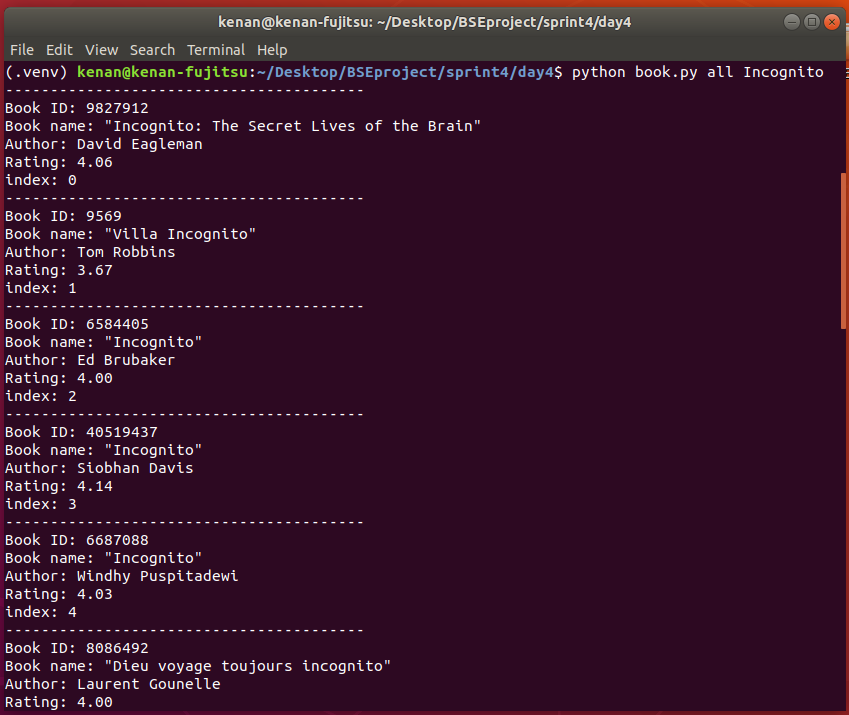 kenan@kenan-fujitsu: ~/Desktop/BSEproject/sprint4/day4
File Edit View Search Terminal Help
(.venv) kenan@kenan-fujitsu:~/Desktop/BSEproject/sprint4/day4$ python book.py all Incognito
----------------------------------------
Book ID: 9827912
Book name: "Incognito: The Secret Lives of the Brain"
Author: David Eagleman
Rating: 4.06
index: 0
----------------------------------------
Book ID: 9569
Book name: "Villa Incognito"
Author: Tom Robbins
Rating: 3.67
index: 1
----------------------------------------
Book ID: 6584405
Book name: "Incognito"
Author: Ed Brubaker
Rating: 4.00
index: 2
----------------------------------------
Book ID: 40519437
Book name: "Incognito"
Author: Siobhan Davis
Rating: 4.14
index: 3
----------------------------------------
Book ID: 6687088
Book name: "Incognito"
Author: Windhy Puspitadewi
Rating: 4.03
index: 4
----------------------------------------
Book ID: 8086492
Book name: "Dieu voyage toujours incognito"
Author: Laurent Gounelle
Rating: 4.00